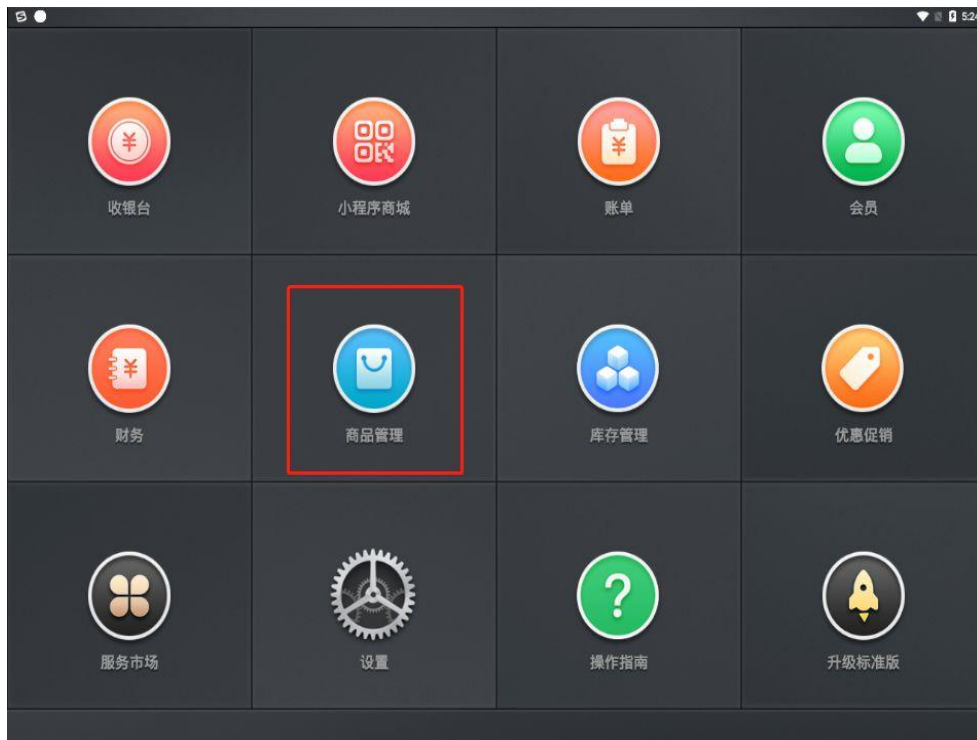 5:24
收银台
小程序商城
账单
会员
财务
商品管理
库存管理
优惠促销
服务市场
设置
操作指南
升级标准版